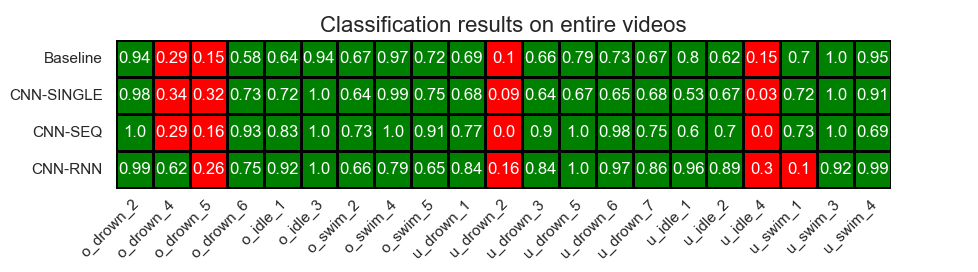 Classification results on entire videos
Baseline 0.94 0.29 0.15 0.58 0.64 0.94 0.67 0.97 0.72 0.69 0.1 0.66 0.79 0.73 0.67 0.8 0.62 0.15 0.7 1.0 0.95
CNN-SINGLE 0.98 0.34 0.32 0.73 0.72 1.0 0.64 0.99 0.75 0.68 0.09 0.64 0.67 0.65 0.68 0.53 0.67 0.03 0.72 1.0 0.91
CNN-SEQ 1.0 0.29 0.16 0.93 0.83 1.0 0.73 1.0 0.91 0.77 0.0 0.9 1.0 0.98 0.75 0.6 0.7 0.0 0.73 1.0 0.69
CNN-RNN 0.99 0.62 0.26 0.75 0.92 1.0 0.66 0.79 0.65 0.84 0.16 0.84 1.0 0.97 0.86 0.96 0.89 0.3 0.1 0.92 0.99
o_drown_2 o_drown_4 o_drown_5 o_drown_6 o_idle_1 o_idle_3 o_swim_2 o_swim_4 o_swim_5 u_drown_1 u_drown_2 u_drown_3 u_drown_5 u_drown_6 u_drown_7 u_idle_1 u_idle_2 u_idle_4 u_swim_1 u_swim_3 u_swim_4